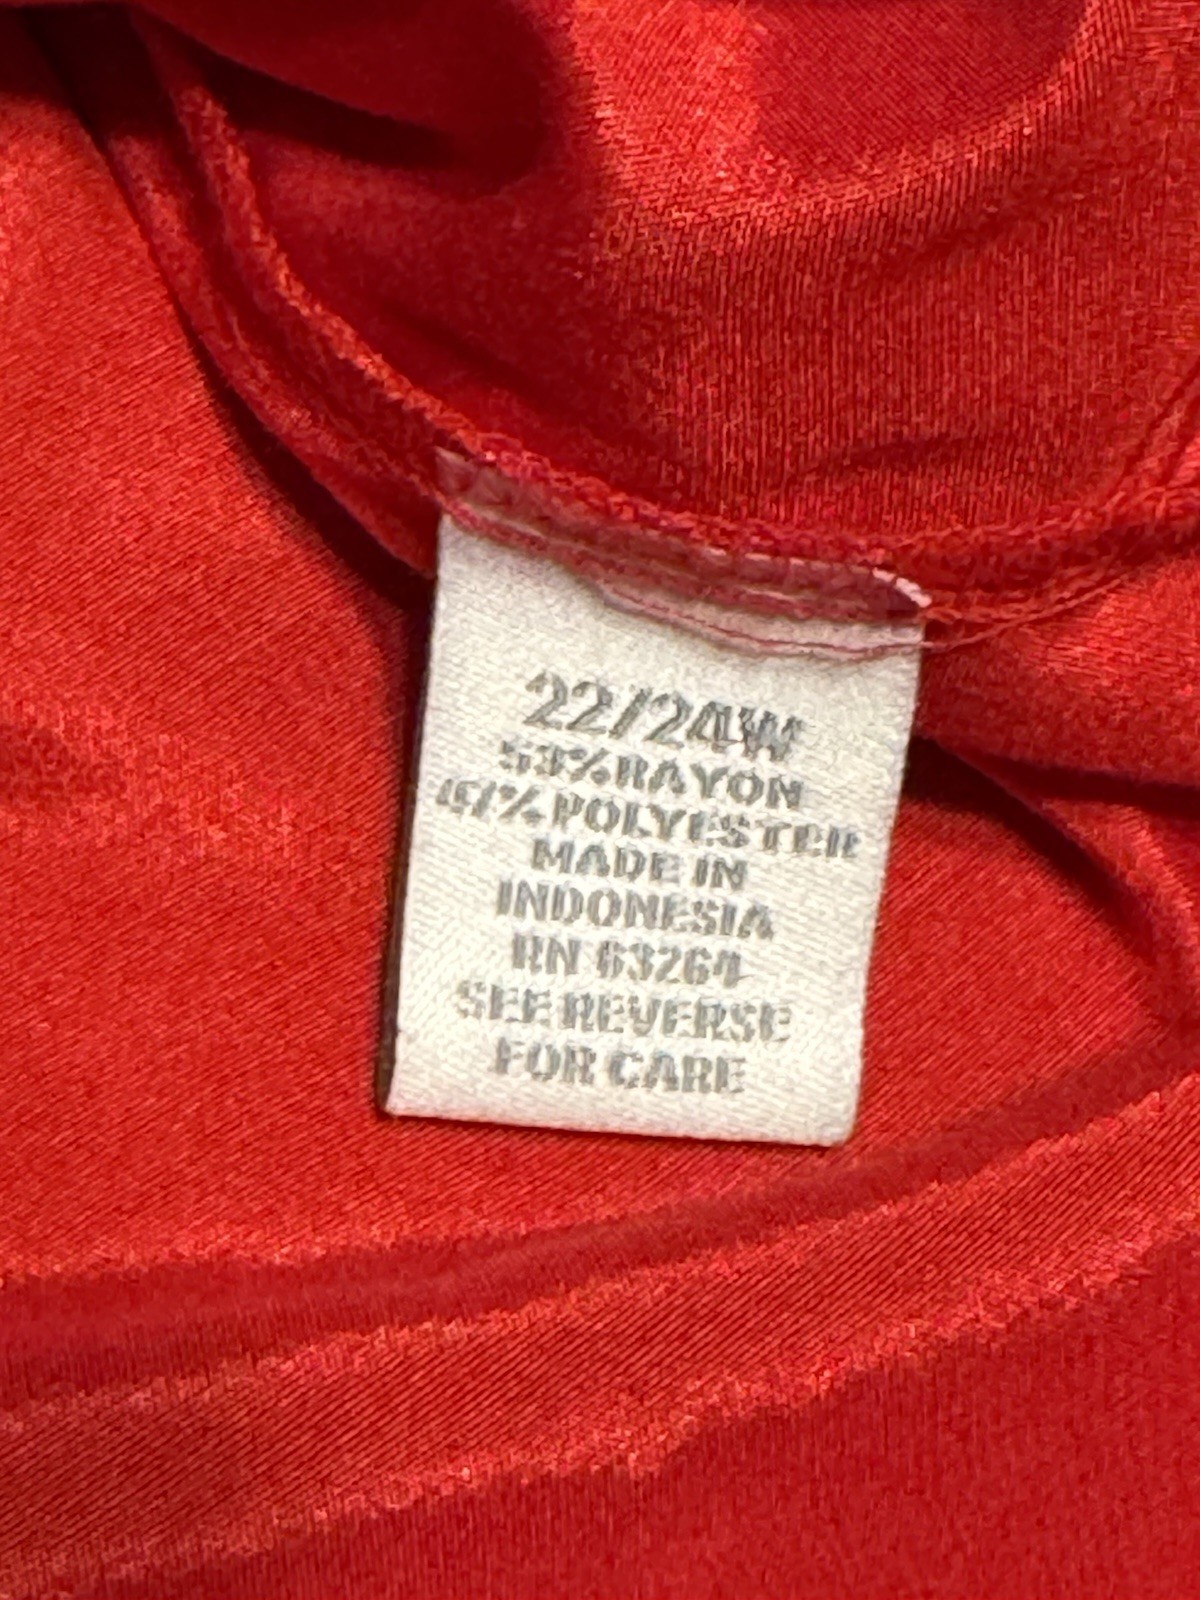 22/24W
53%RAYON
47%POLYESTER
MADE IN
INDONESIA
RN 63264
SEE REVERSE
FOR CARE